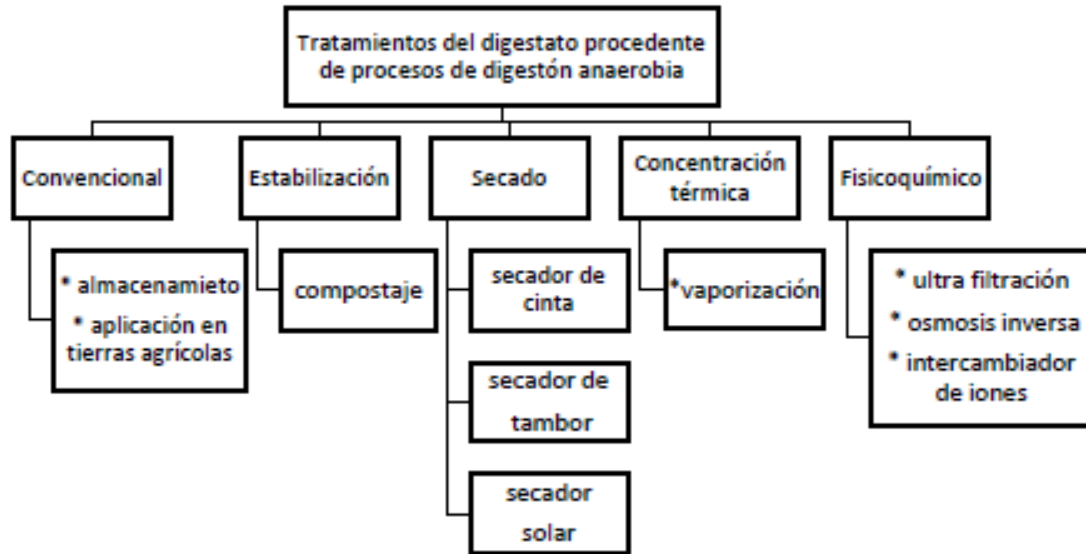 Tratamientos del digestato procedente
de procesos de digestón anaerobia
Convencional
Estabilización
Secado
Concentración
térmica
Fisicoquímico
* almacenamieto
* aplicación en
tierras agrícolas
compostaje
secador de
cinta
secador de
tambor
secador
solar
*vaporización
* ultra filtración
* osmosis inversa
* intercambiador
de iones